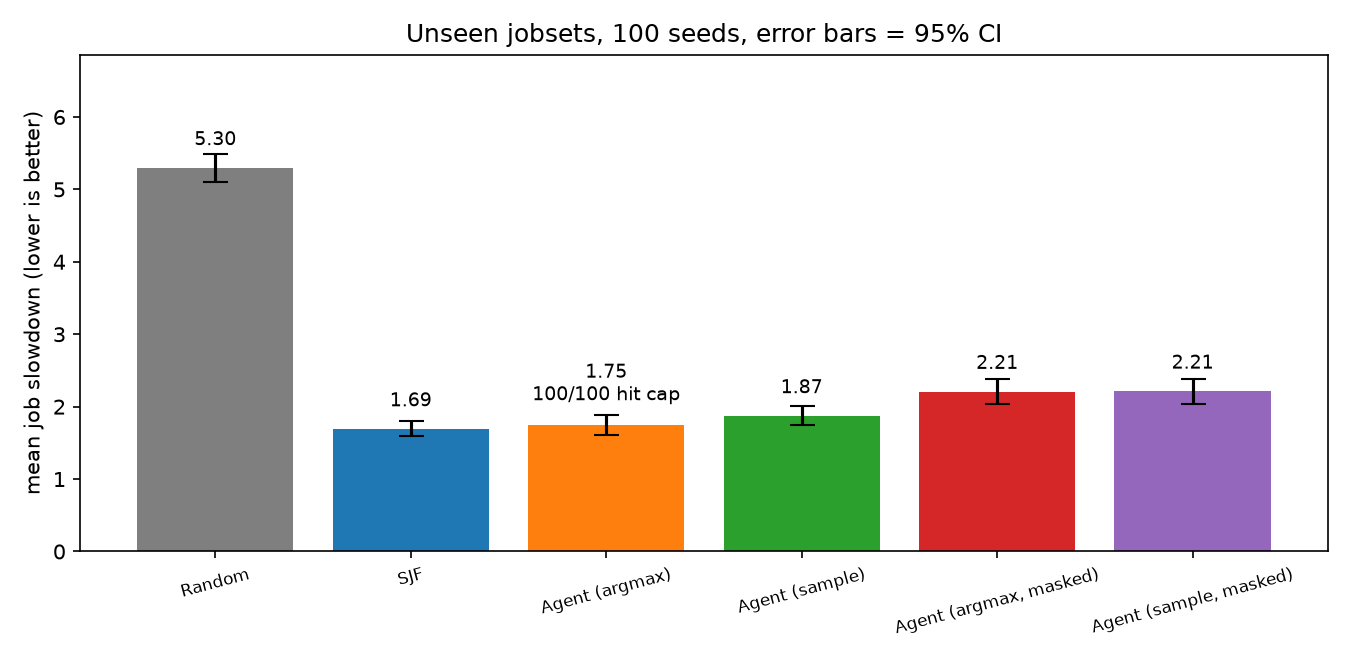 Unseen jobsets, 100 seeds, error bars = 95% CI
mean job slowdown (lower is better)
6
5
4
3
2
1
0
5.30
1.69
1.75
100/100 hit cap
1.87
2.21
2.21
Random
SJF
Agent (argmax)
Agent (sample)
Agent (argmax, masked)
Agent (sample, masked)